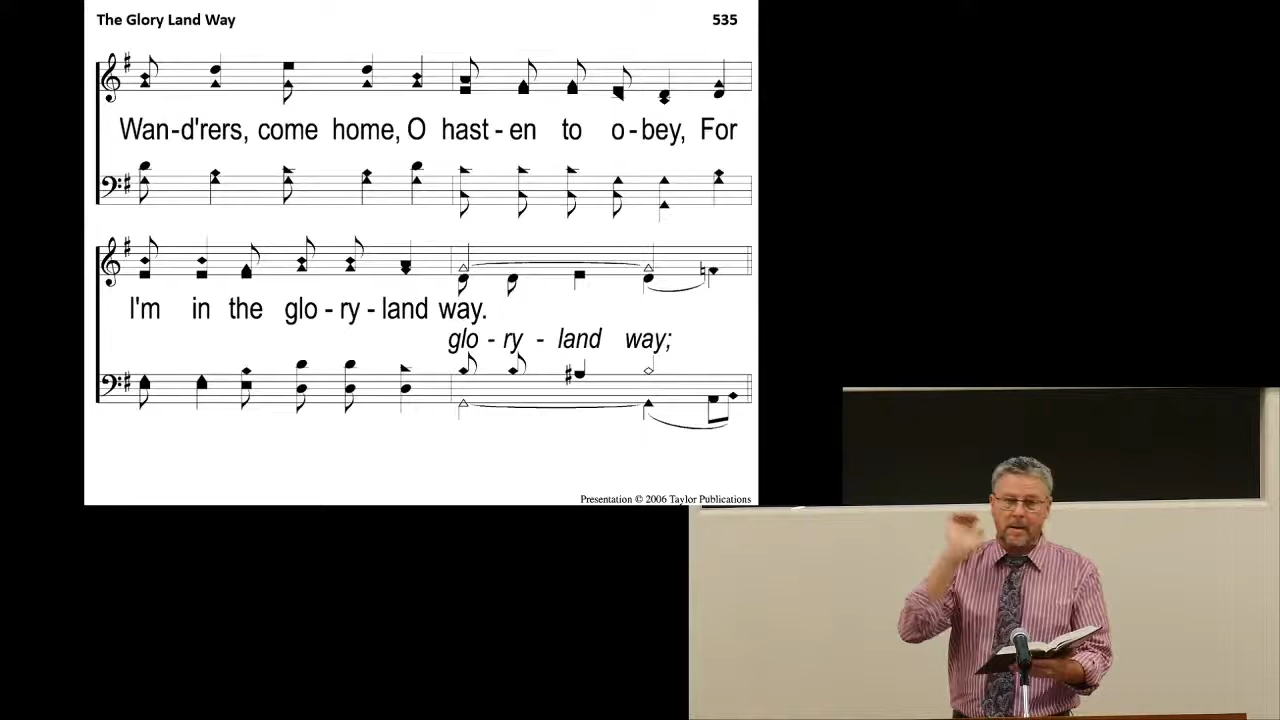 The Glory Land Way 535
Wan-d'rers, come home, O hast - en to o - bey, For
I'm in the glo - ry - land way.
glo - ry - land way;
Presentation © 2006 Taylor Publications